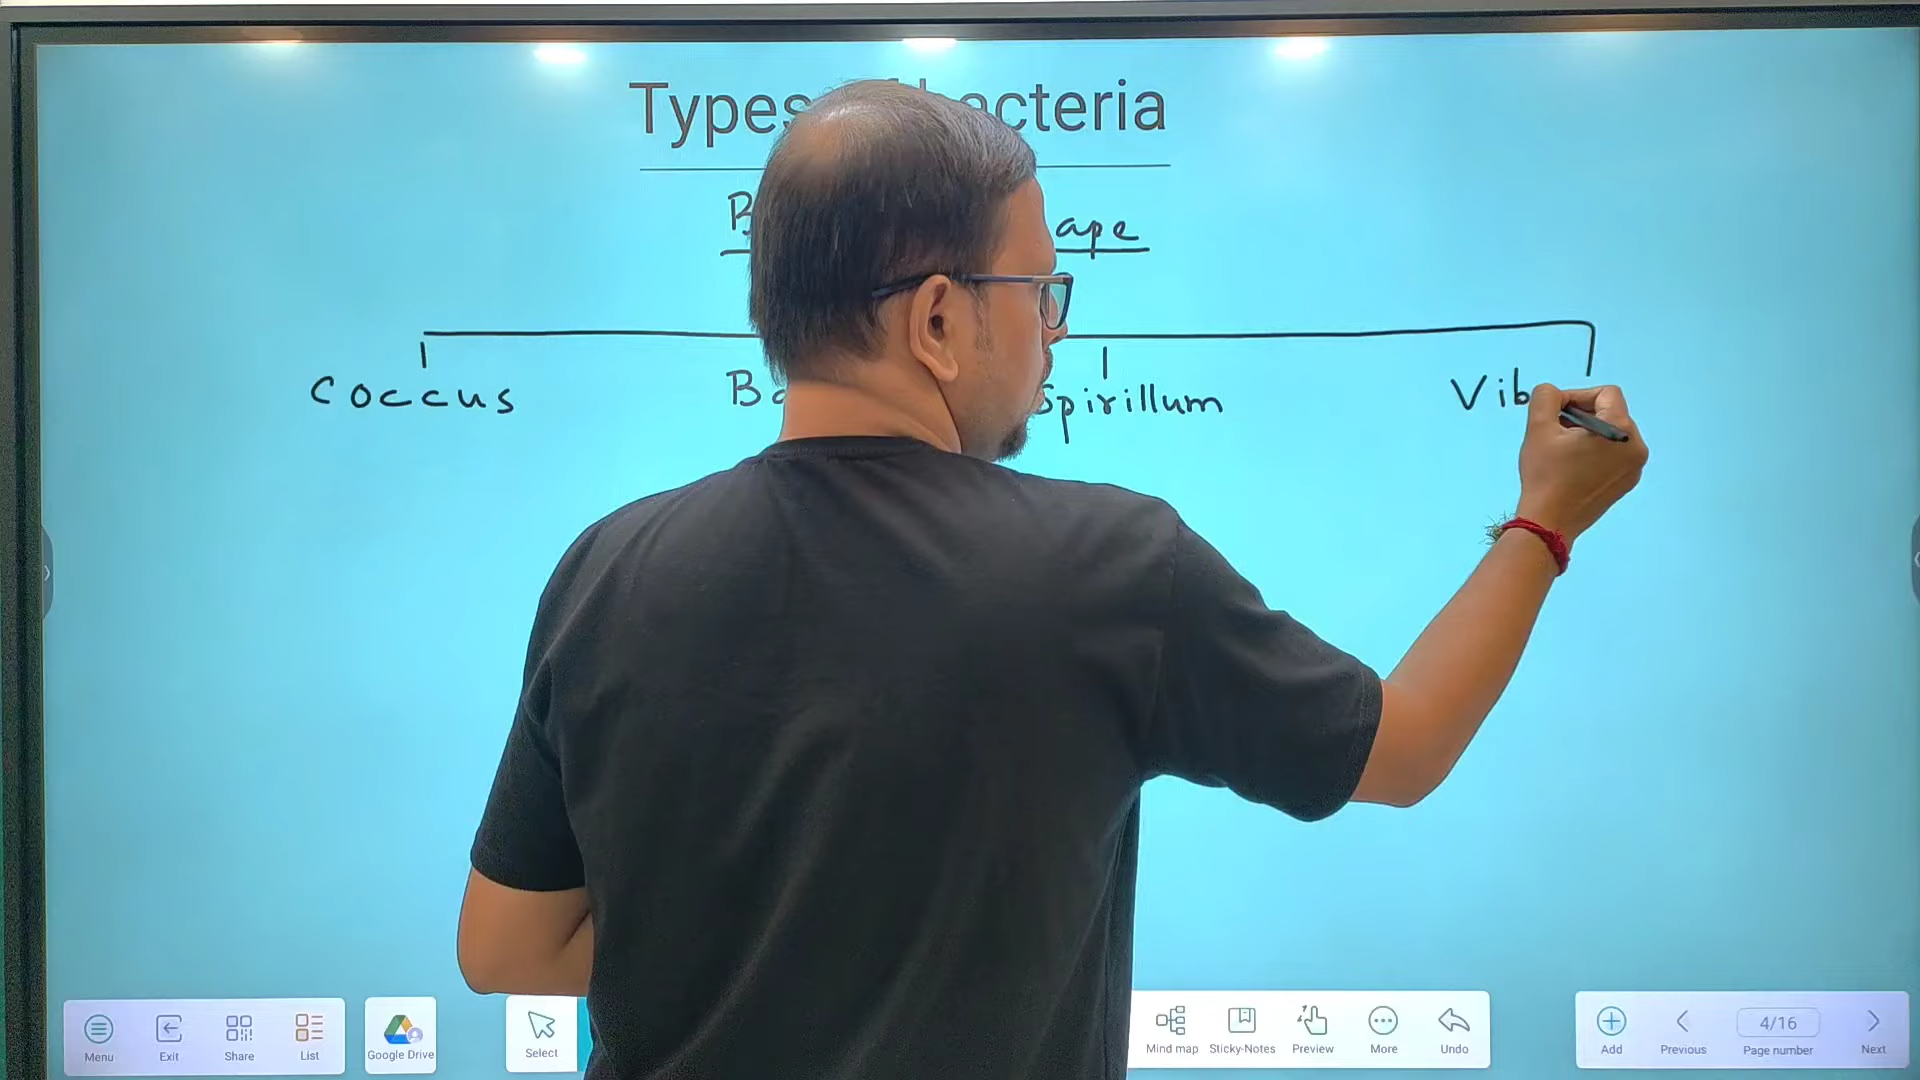 Types bacteria
ape
Coccus Spirillum Vib
Menu Exit Share List Google Drive Select Mind map Sticky-Notes Preview More Undo Add Previous 4/16 Page number Next